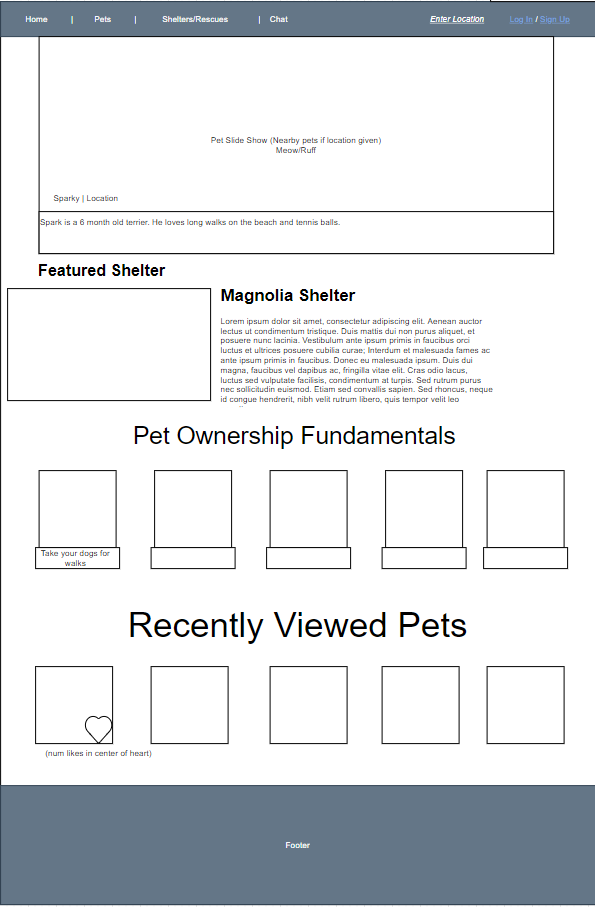 Home | Pets | Shelters/Rescues | Chat Enter Location Log In / Sign Up
Pet Slide Show (Nearby pets if location given)
Meow/Ruff
Sparky | Location
Spark is a 6 month old terrier. He loves long walks on the beach and tennis balls.
Featured Shelter
Magnolia Shelter
Lorem ipsum dolor sit amet, consectetur adipiscing elit. Aenean auctor
lectus ut condimentum tristique. Duis mattis dui non purus aliquet, et
posuere nunc lacinia. Vestibulum ante ipsum primis in faucibus orci
luctus et ultrices posuere cubilia curae; Interdum et malesuada fames ac
ante ipsum primis in faucibus. Donec eu malesuada ipsum. Duis dui
magna, faucibus vel dapibus ac, fringilla vitae elit. Cras odio lacus,
luctus sed vulputate facilisis, condimentum at turpis. Sed rutrum purus
nec sollicitudin euismod. Etiam sed convallis sapien. Sed rhoncus, neque
id congue hendrerit, nibh velit rutrum libero, quis tempor velit leo
Pet Ownership Fundamentals
Take your dogs for
walks
Recently Viewed Pets
(num likes in center of heart)
Footer